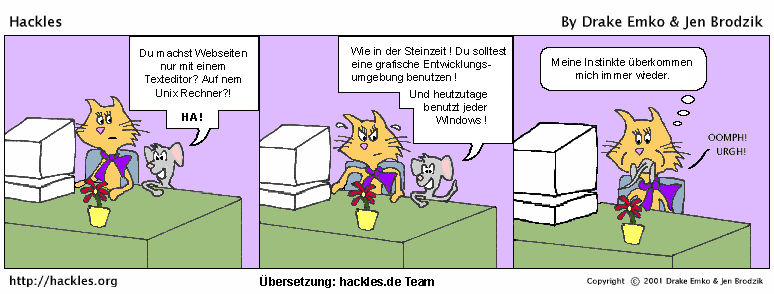 Hackles
By Drake Emko & Jen Brodzik
Du machst Webseiten
nur mit einem
Texteditor? Auf nem
Unix Rechner?!
HA!
Wie in der Steinzeit ! Du solltest
eine grafische Entwicklungs-
umgebung benutzen !
Und heutzutage
benutzt jeder
Windows !
Meine Instinkte überkommen
mich immer wieder.
OOMPH!
URGH!
http://hackles.org
Übersetzung: hackles.de Team
Copyright © 2001 Drake Emko & Jen Brodzik